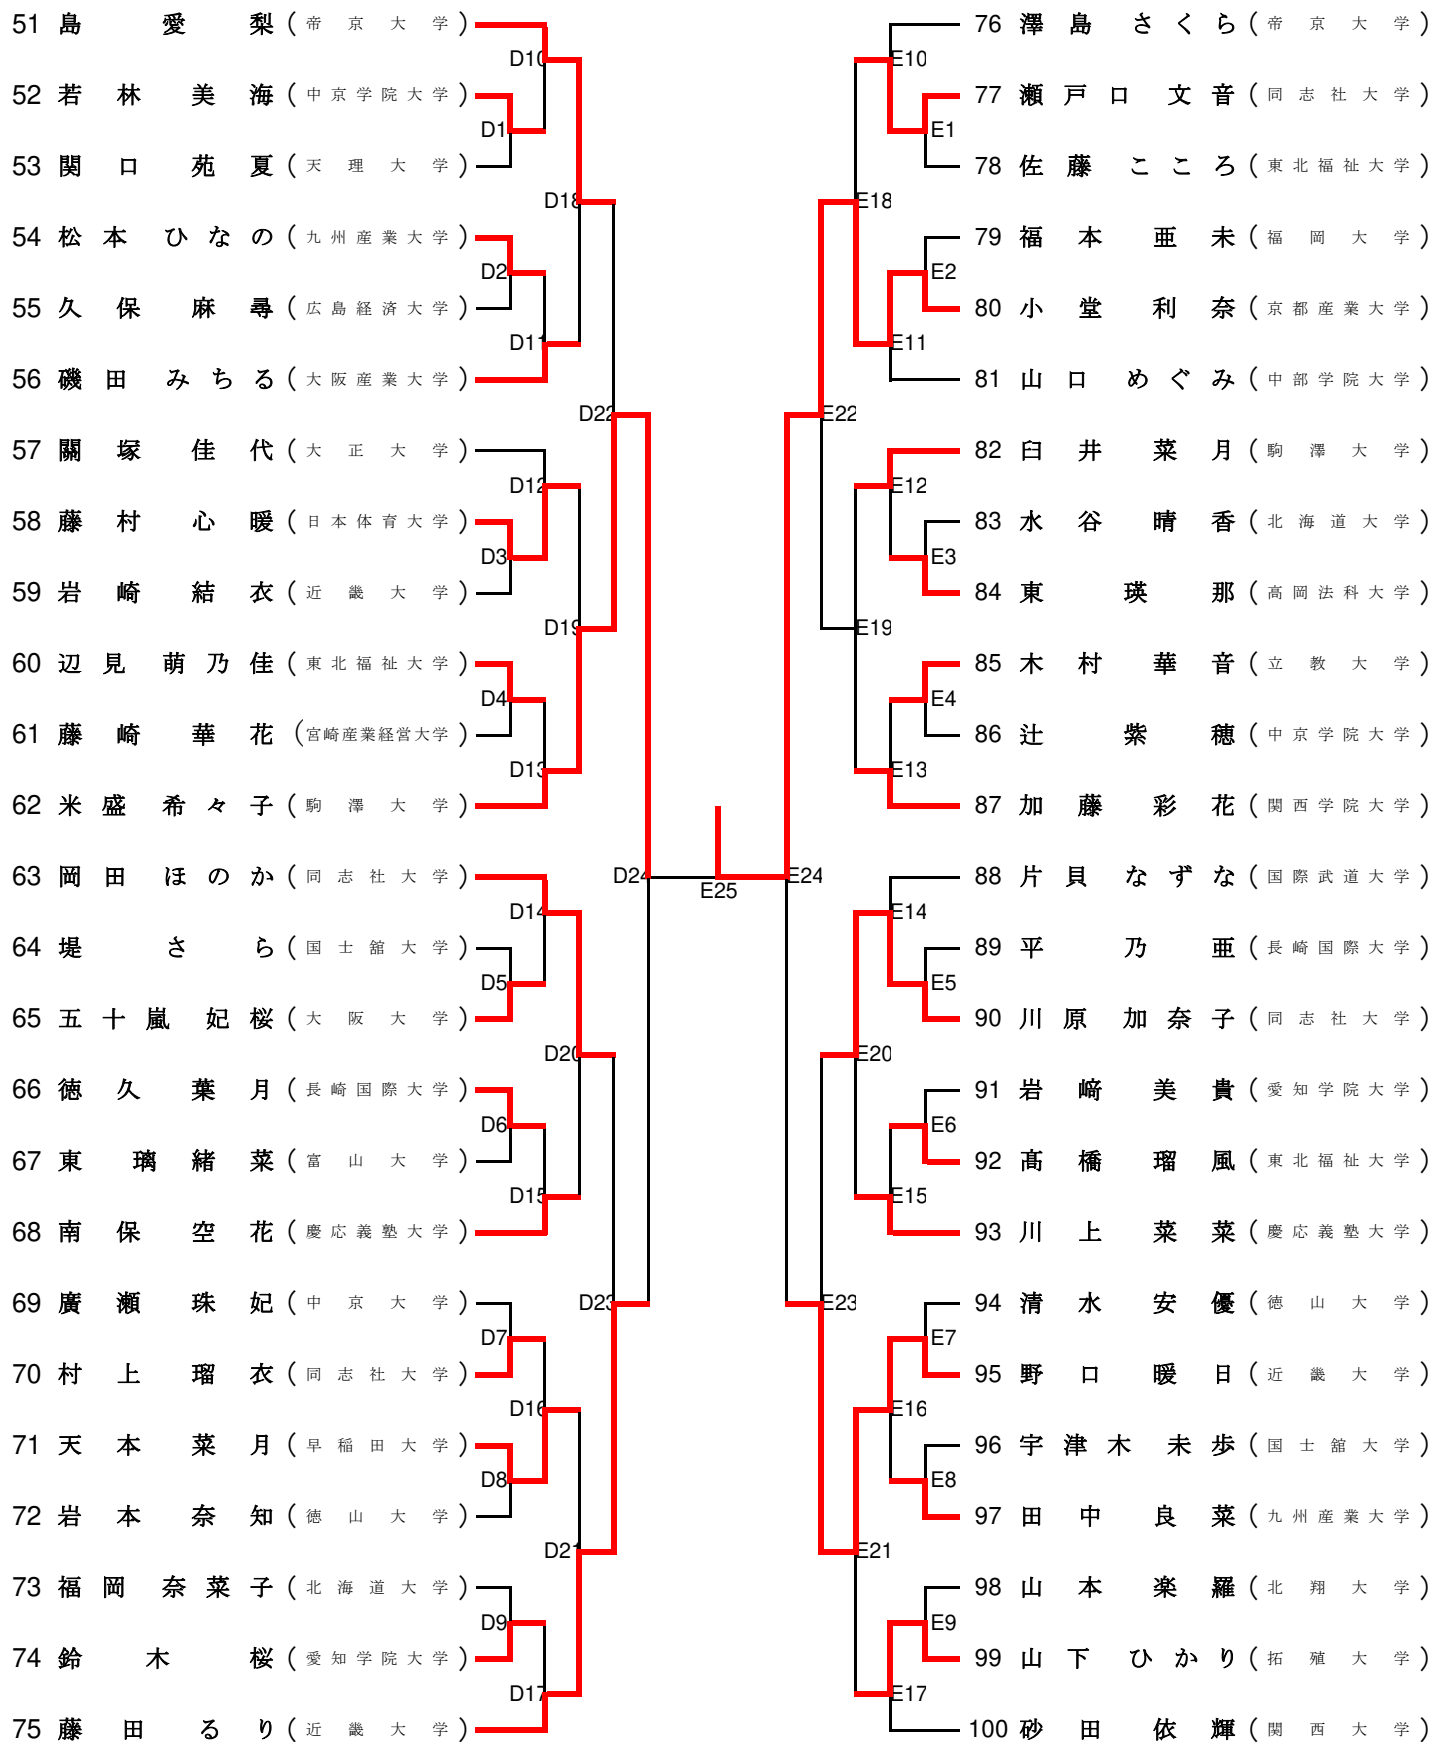 51 島 愛 梨 (帝京大学)
52 若林 美海 (中京学院大学)
53 関口 苑夏 (天理大学)
54 松本 ひなの (九州産業大学)
55 久保 麻尋 (広島経済大学)
56 磯田 みちる (大阪産業大学)
57 關塚 佳代 (大正大学)
58 藤村 心暖 (日本体育大学)
59 岩崎 結衣 (近畿大学)
60 辺見 萌乃佳 (東北福祉大学)
61 藤崎 華花 (宮崎産業経営大学)
62 米盛 希々子 (駒澤大学)
63 岡田 ほのか (同志社大学)
64 堤 さら (国士舘大学)
65 五十嵐 妃桜 (大阪大学)
66 徳久 葉月 (長崎国際大学)
67 東 璃緒菜 (富山大学)
68 南保 空花 (慶応義塾大学)
69 廣瀬 珠妃 (中京大学)
70 村上 瑠衣 (同志社大学)
71 天本 菜月 (早稲田大学)
72 岩本 奈知 (徳山大学)
73 福岡 奈菜子 (北海道大学)
74 鈴木 桜 (愛知学院大学)
75 藤田 るり (近畿大学)
D10
D1
D18
D2
D11
D22
D12
D3
D19
D4
D13
D24
D14
D5
D20
D6
D15
D23
D7
D16
D8
D21
D9
D17
E25
E10
E1
E18
E2
E11
E22
E12
E3
E19
E4
E13
E24
E14
E5
E20
E6
E15
E23
E7
E16
E8
E21
E9
E17
76 澤島 さくら (帝京大学)
77 瀬戸口 文音 (同志社大学)
78 佐藤 こころ (東北福祉大学)
79 福本 亜未 (福岡大学)
80 小堂 利奈 (京都産業大学)
81 山口 めぐみ (中部学院大学)
82 臼井 菜月 (駒澤大学)
83 水谷 晴香 (北海道大学)
84 東 瑛那 (高岡法科大学)
85 木村 華音 (立教大学)
86 辻 紫穂 (中京学院大学)
87 加藤 彩花 (関西学院大学)
88 片貝 なずな (国際武道大学)
89 平 乃亜 (長崎国際大学)
90 川原 加奈子 (同志社大学)
91 岩﨑 美貴 (愛知学院大学)
92 髙橋 瑠風 (東北福祉大学)
93 川上 菜菜 (慶応義塾大学)
94 清水 安優 (徳山大学)
95 野口 暖日 (近畿大学)
96 宇津木 未歩 (国士舘大学)
97 田中 良菜 (九州産業大学)
98 山本 楽羅 (北翔大学)
99 山下 ひかり (拓殖大学)
100 砂田 依輝 (関西大学)